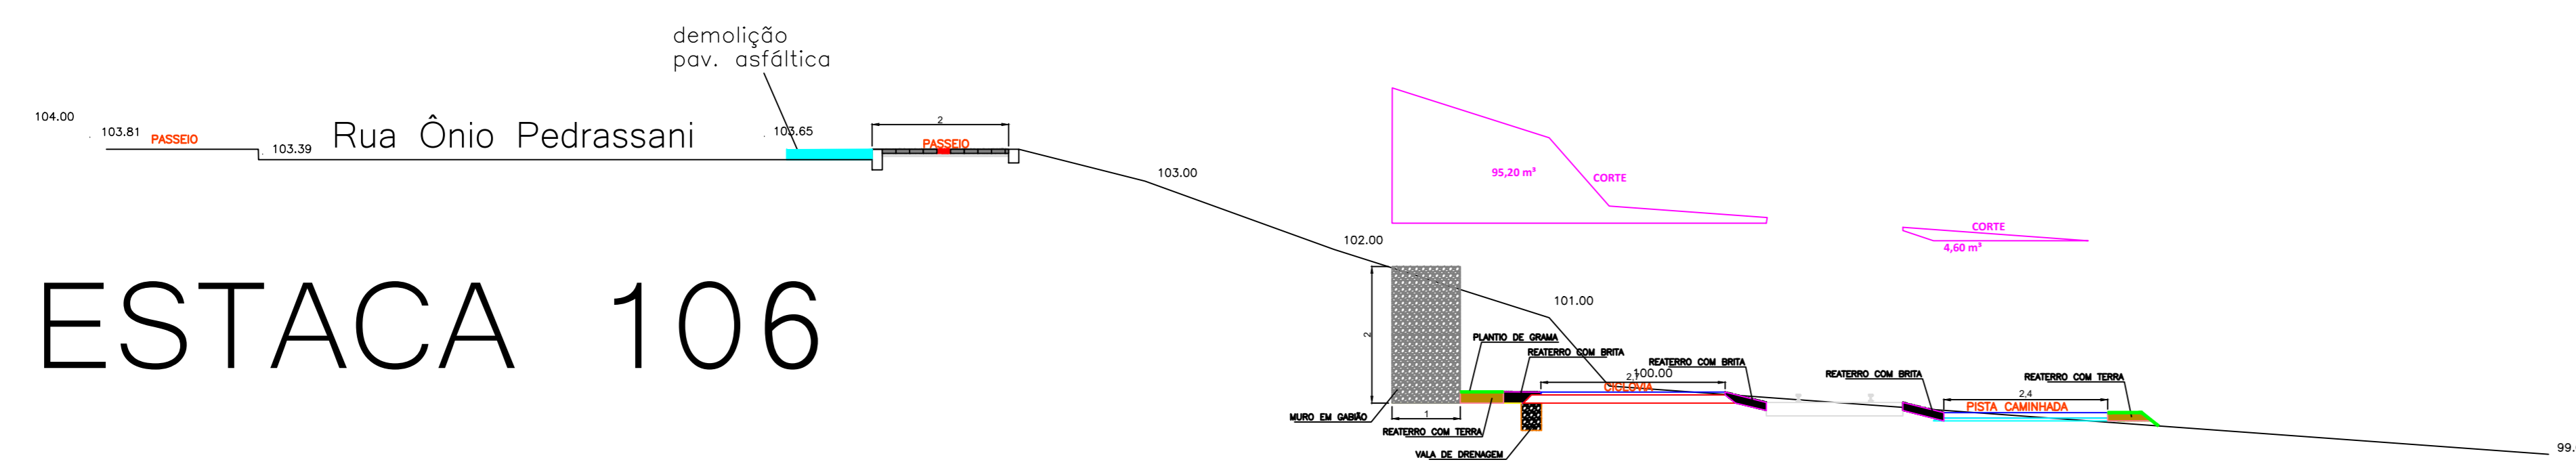 demolição
pav. asfáltica
104.00
103.81
PASSEIO
103.39
Rua Ônio Pedrassani
103.65
2
PASSEIO
103.00
95,20 m³
CORTE
CORTE
4,60 m³
102.00
ESTACA 106
101.00
2
PLANTIO DE GRAMA
REATERRO COM BRITA
REATERRO COM BRITA
100.00
CICLOVIA
REATERRO COM BRITA
REATERRO COM TERRA
2,4
PISTA CAMINHADA
1
MURO EM GABIÃO
REATERRO COM TERRA
VALA DE DRENAGEM
99.